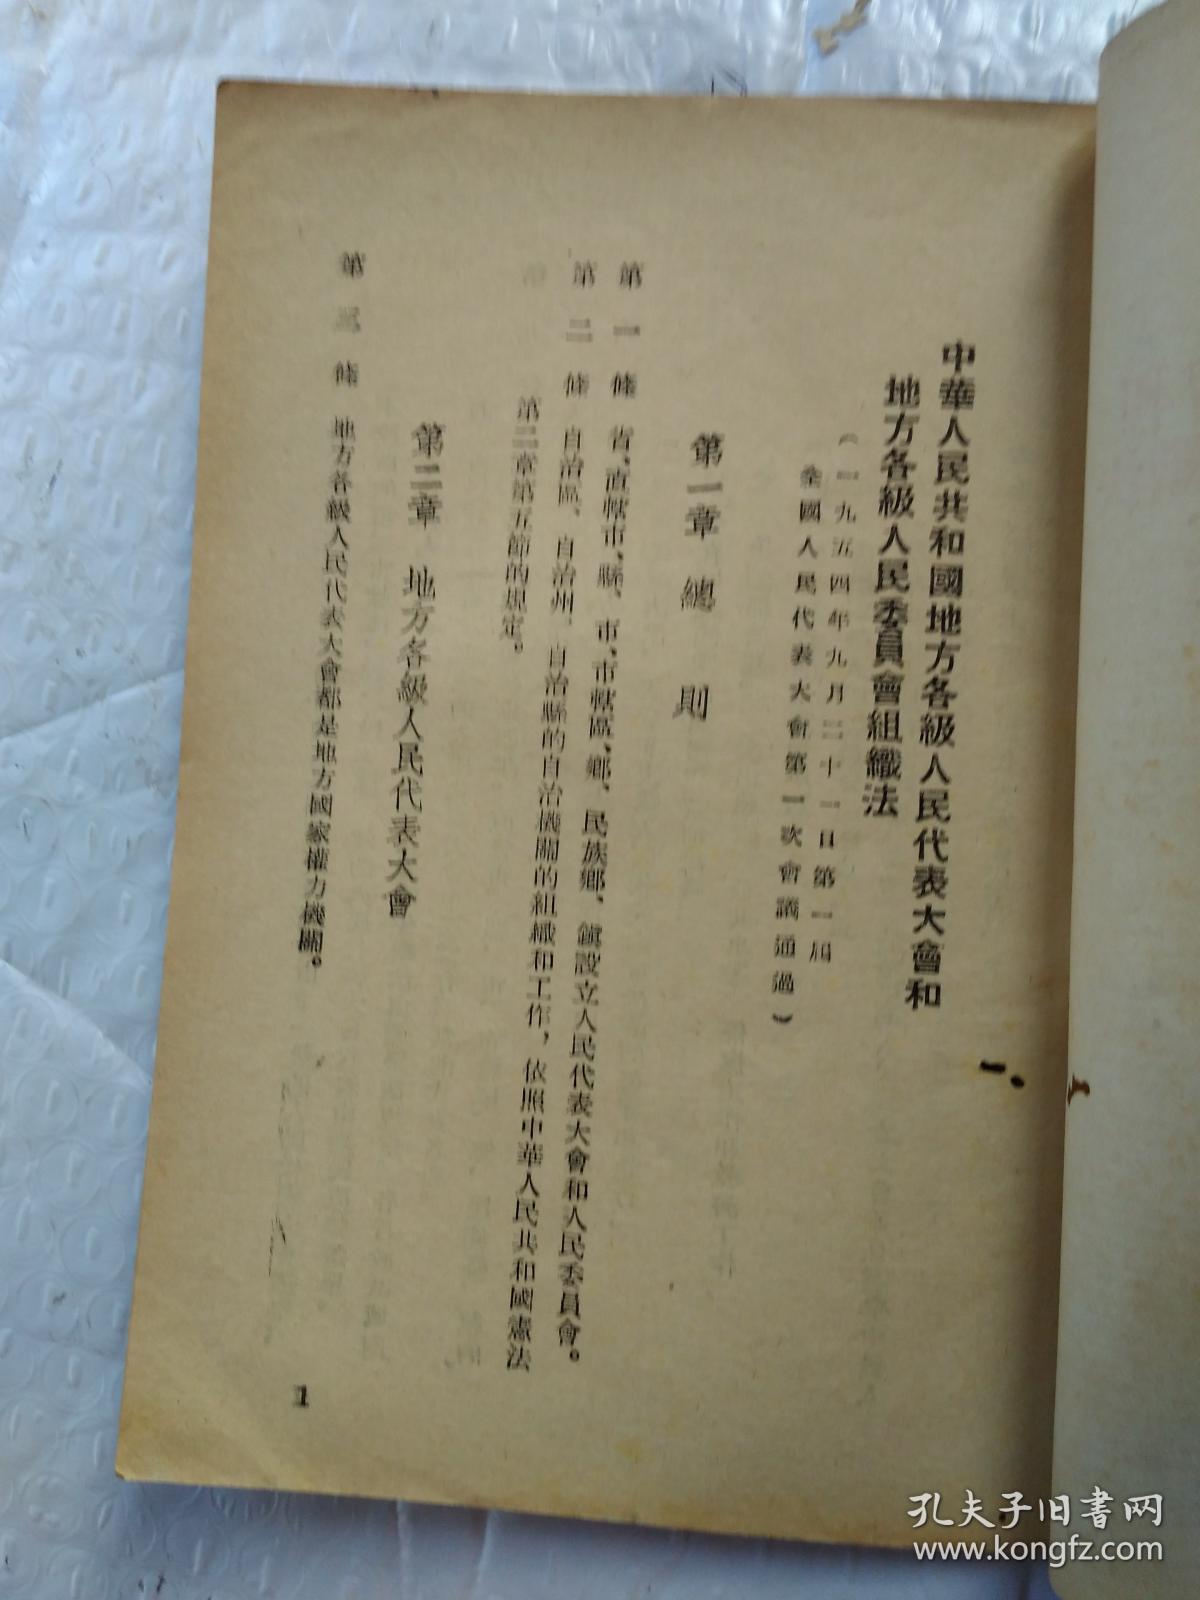 一.
中華人民共和國地方各級人民代表大會和
地方各級人民委員會組織法
(一九五四年九月二十一日第一屆
全國人民代表大會第一次會議通過)
第一章 總 則
第一條 省、直轄市、縣、市、市轄區、鄉、民族鄉、鎮設立人民代表大會和人民委員會。
第二條 自治區、自治州、自治縣的自治機關的組織和工作,依照中華人民共和國憲法
第二章第五節的規定。
第二章 地方各級人民代表大會
第三條 地方各級人民代表大會都是地方國家權力機關。
1
孔夫子旧书网
www.kongfz.com